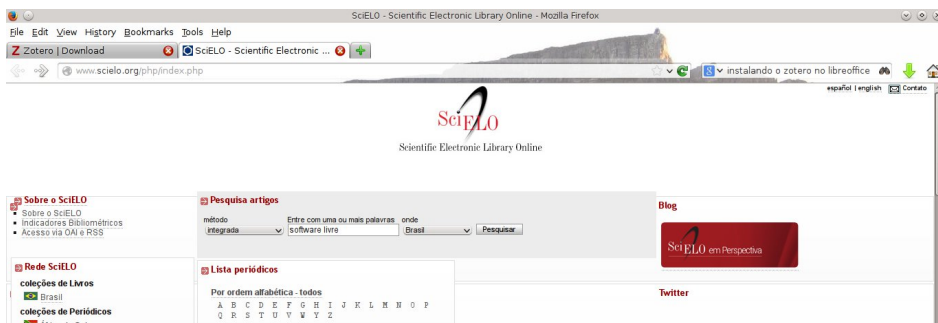 SciELO - Scientific Electronic Library Online - Mozilla Firefox
File Edit View History Bookmarks Tools Help
Z Zotero | Download
SciELO - Scientific Electronic ...
www.scielo.org/php/index.php
instalando o zotero no libreoffice
español | english Contato
SciELO
Scientific Electronic Library Online
Sobre o SciELO
Sobre o SciELO
Indicadores Bibliométricos
Acesso via OAI e RSS
Pesquisa artigos
método Entre com uma ou mais palavras onde
integrada software livre Brasil Pesquisar
Blog
SciELO em Perspectiva
Rede SciELO
coleções de Livros
Brasil
coleções de Periódicos
Lista periódicos
Por ordem alfabética - todos
A B C D E F G H I J K L M N O P
Q R S T U V W Y Z
Twitter